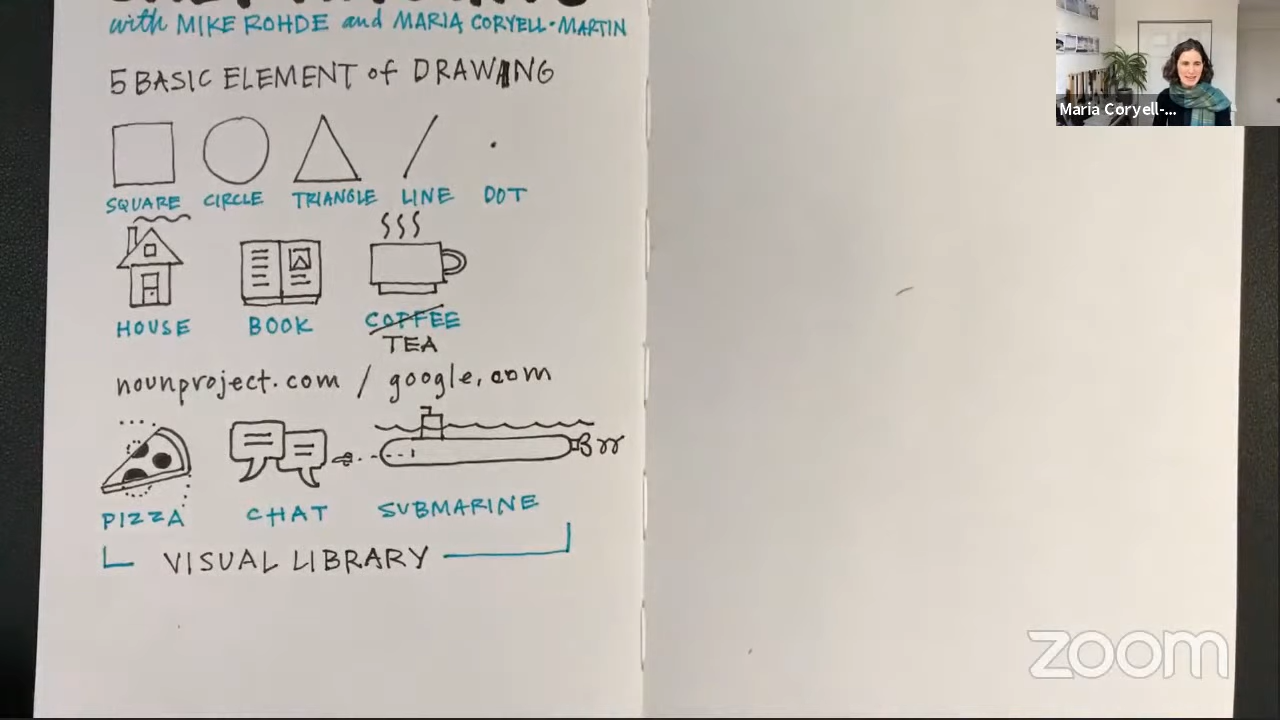 with MIKE ROHDE and MARIA CORYELL-MARTIN
5 BASIC ELEMENT of DRAWING
SQUARE CIRCLE TRIANGLE LINE DOT
HOUSE BOOK COFFEE
TEA
nounproject.com / google.com
PIZZA CHAT SUBMARINE
VISUAL LIBRARY
Maria Coryell-...
zoom